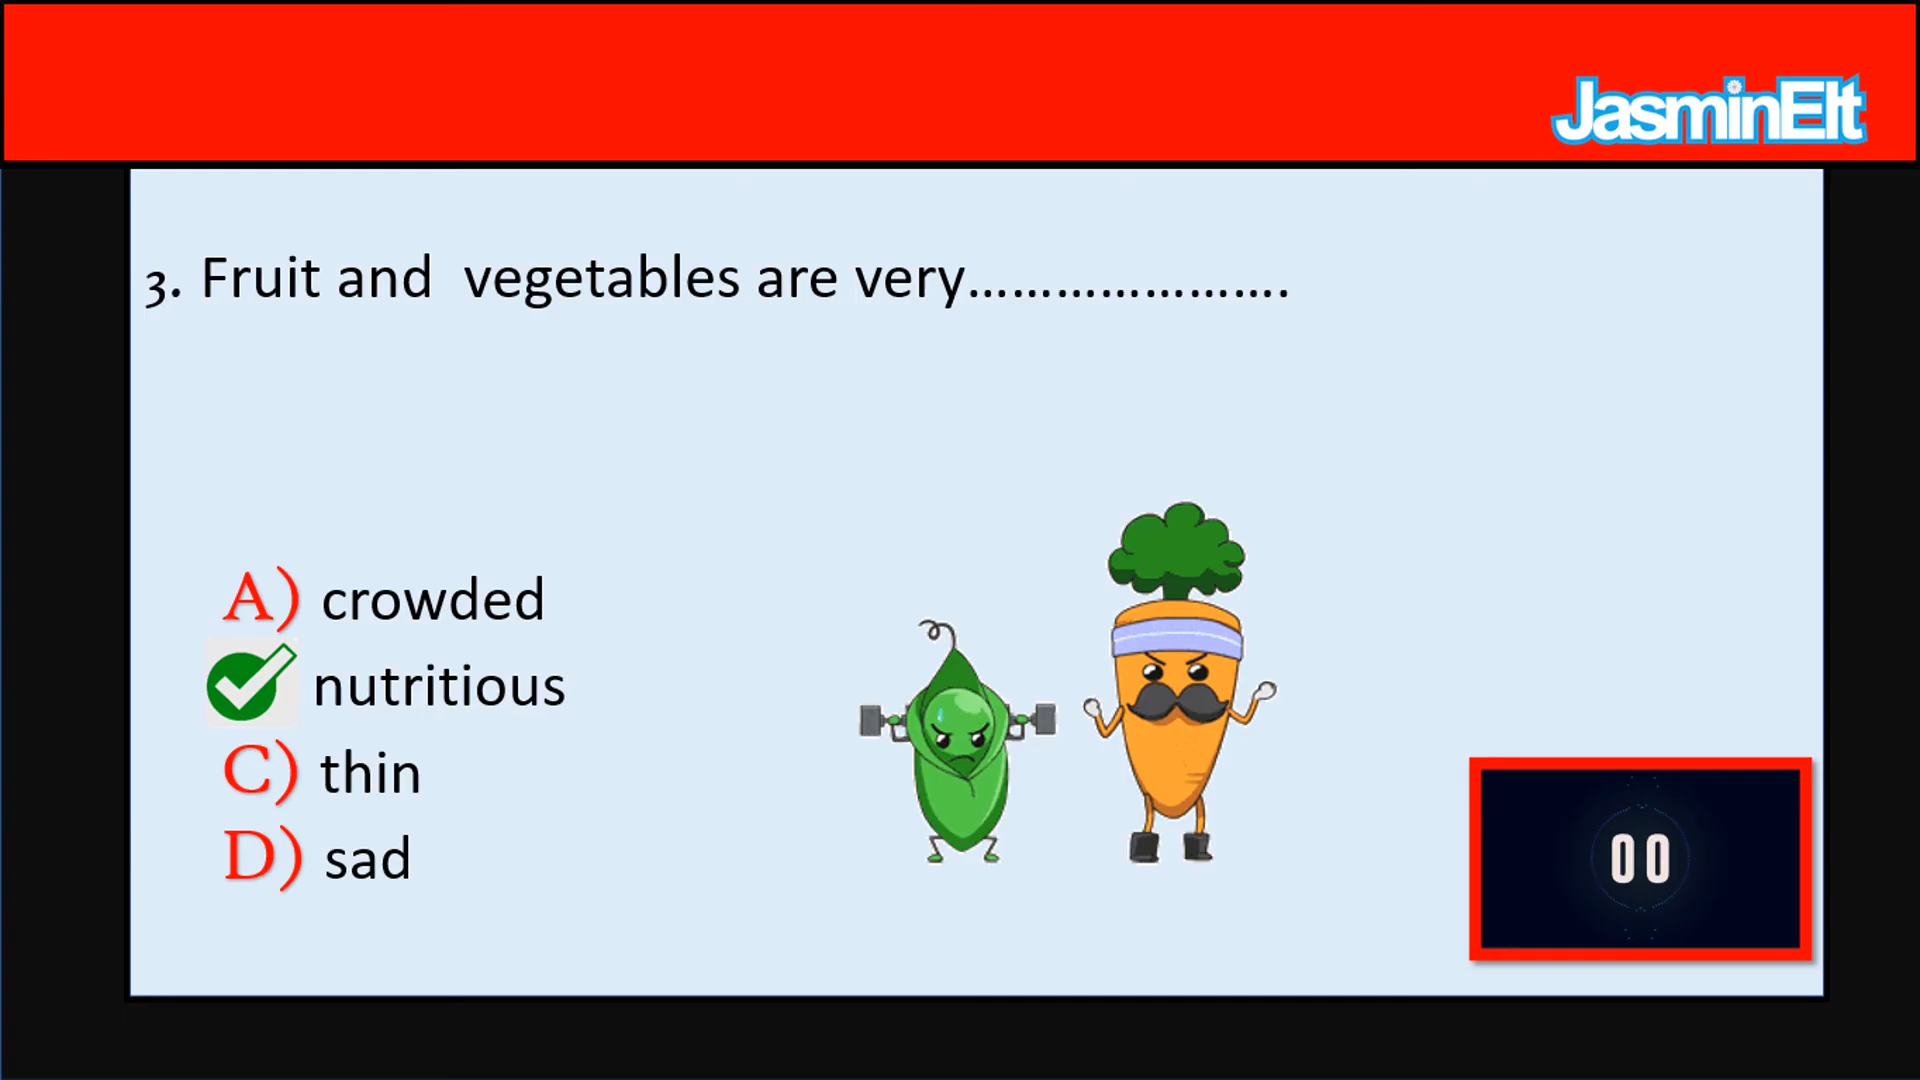 JasminElt
3. Fruit and  vegetables are very…………………….
A) crowded
nutritious
C) thin
D) sad
00